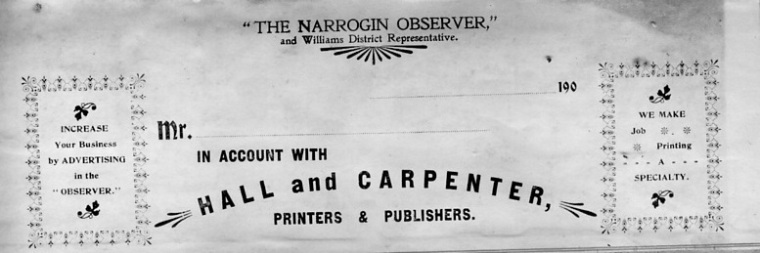 "THE NARROGIN OBSERVER,"
and Williams District Representative.
190
Mr.
IN ACCOUNT WITH
HALL and CARPENTER,
PRINTERS & PUBLISHERS.
INCREASE
Your Business
by ADVERTISING
in the
"OBSERVER."
WE MAKE
Job
Printing
A
SPECIALTY.